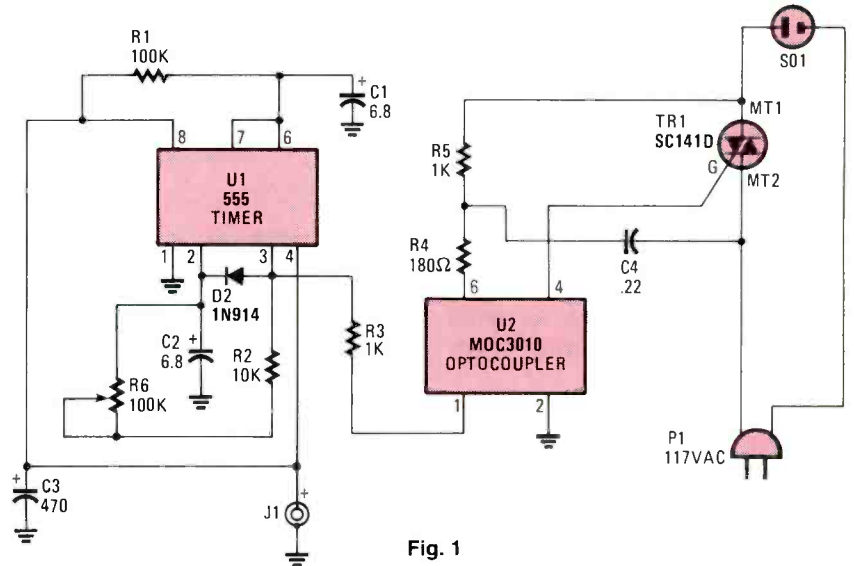 R1
100K
C1
6.8
+
S01
8
7
6
U1
555
TIMER
1
2
3
4
D2
1N914
C2
6.8
+
R2
10K
R3
1K
R6
100K
C3
470
+
J1
+
R5
1K
R4
180Ω
TR1
SC141D
MT1
G
MT2
C4
.22
6
4
U2
MOC3010
OPTOCOUPLER
1
2
P1
117VAC
Fig. 1